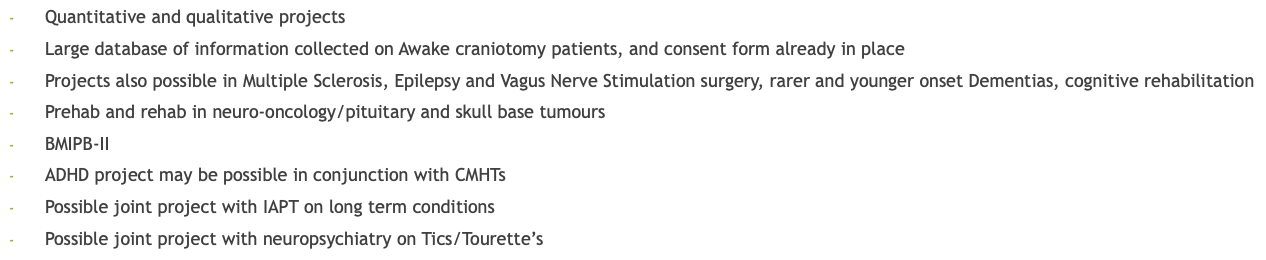 - Quantitative and qualitative projects
- Large database of information collected on Awake craniotomy patients, and consent form already in place
- Projects also possible in Multiple Sclerosis, Epilepsy and Vagus Nerve Stimulation surgery, rarer and younger onset Dementias, cognitive rehabilitation
- Prehab and rehab in neuro-oncology/pituitary and skull base tumours
- BMIPB-II
- ADHD project may be possible in conjunction with CMHTs
- Possible joint project with IAPT on long term conditions
- Possible joint project with neuropsychiatry on Tics/Tourette’s